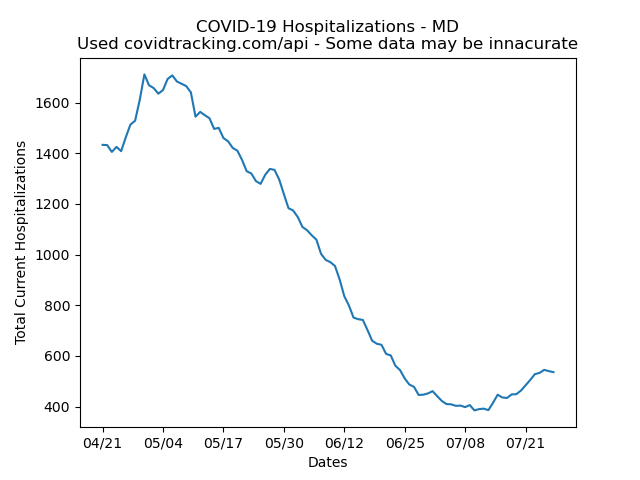 COVID-19 Hospitalizations - MD
Used covidtracking.com/api - Some data may be innacurate
Total Current Hospitalizations
1600
1400
1200
1000
800
600
400
04/21 05/04 05/17 05/30 06/12 06/25 07/08 07/21
Dates